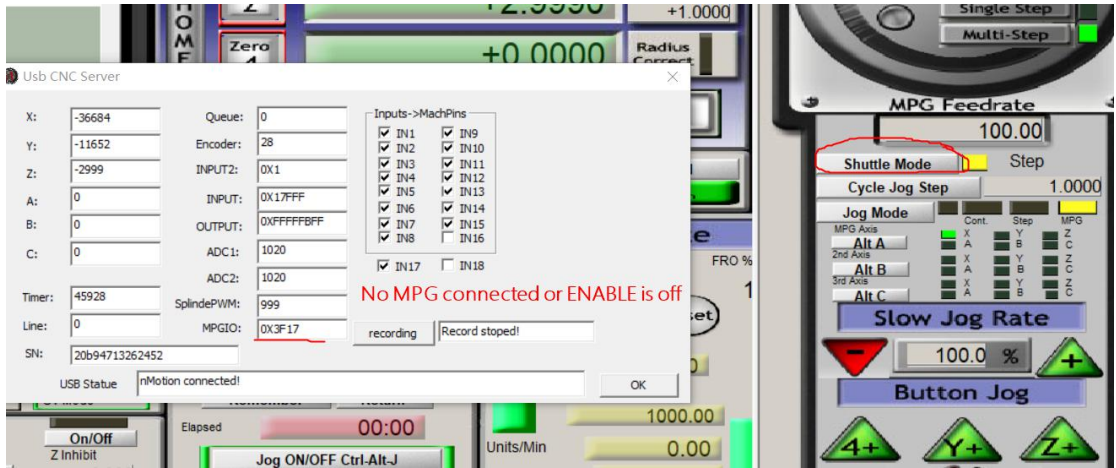 HOME
Z
+2.9990
+1.0000
Single Step
Multi-Step
Zero
4
+0.0000
Radius
Correct
Usb CNC Server
X: -36684
Y: -11652
Z: -2999
A: 0
B: 0
C: 0
Timer: 45928
Line: 0
SN: 20b94713262452
USB Statue nMotion connected!
Queue: 0
Encoder: 28
INPUT2: 0X1
INPUT: 0X17FFF
OUTPUT: 0XFFFFFBFF
ADC1: 1020
ADC2: 1020
SplindePWM: 999
MPGIO: 0X3F17
Inputs->MachPins
IN1 IN9
IN2 IN10
IN3 IN11
IN4 IN12
IN5 IN13
IN6 IN14
IN7 IN15
IN8 IN16
IN17 IN18
No MPG connected or ENABLE is off
recording Record stoped!
OK
MPG Feedrate
100.00
Shuttle Mode Step
Cycle Jog Step 1.0000
Jog Mode Cont. Step MPG
MPG Axis
Alt A
X Y Z
A B C
2nd Axis
Alt B
X Y Z
A B C
3rd Axis
Alt C
X Y Z
A B C
Slow Jog Rate
- 100.0 % +
Button Jog
4+ Y+ Z+
FRO %
1
On/Off
Z Inhibit
Elapsed 00:00
Jog ON/OFF Ctrl-Alt-J
Units/Min
1000.00
0.00